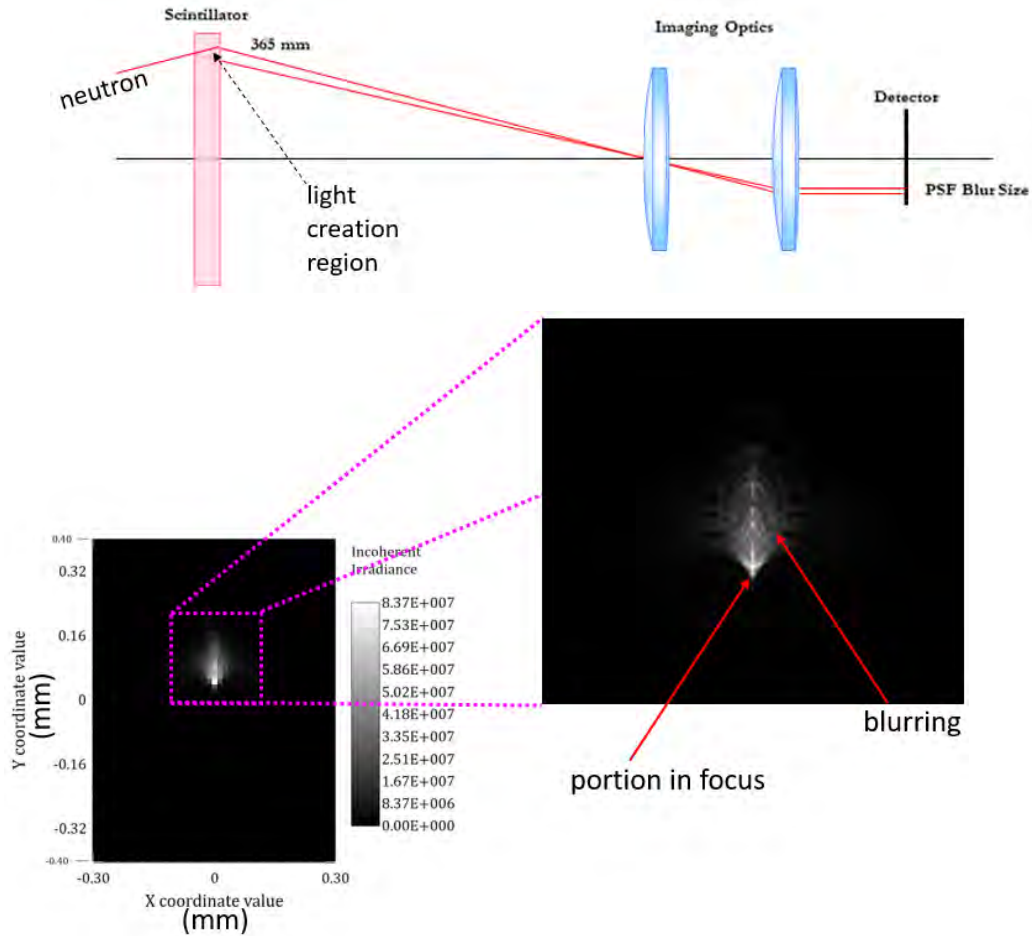 Scintillator
365 mm
Imaging Optics
neutron
Detector
light
creation
region
PSF Blur Size
0.40
0.32
0.16
0
-0.16
-0.32
-0.40
Y coordinate value
(mm)
-0.30
0
0.30
X coordinate value
(mm)
Incoherent
Irradiance
8.37E+007
7.53E+007
6.69E+007
5.86E+007
5.02E+007
4.18E+007
3.35E+007
2.51E+007
1.67E+007
8.37E+006
0.00E+000
blurring
portion in focus